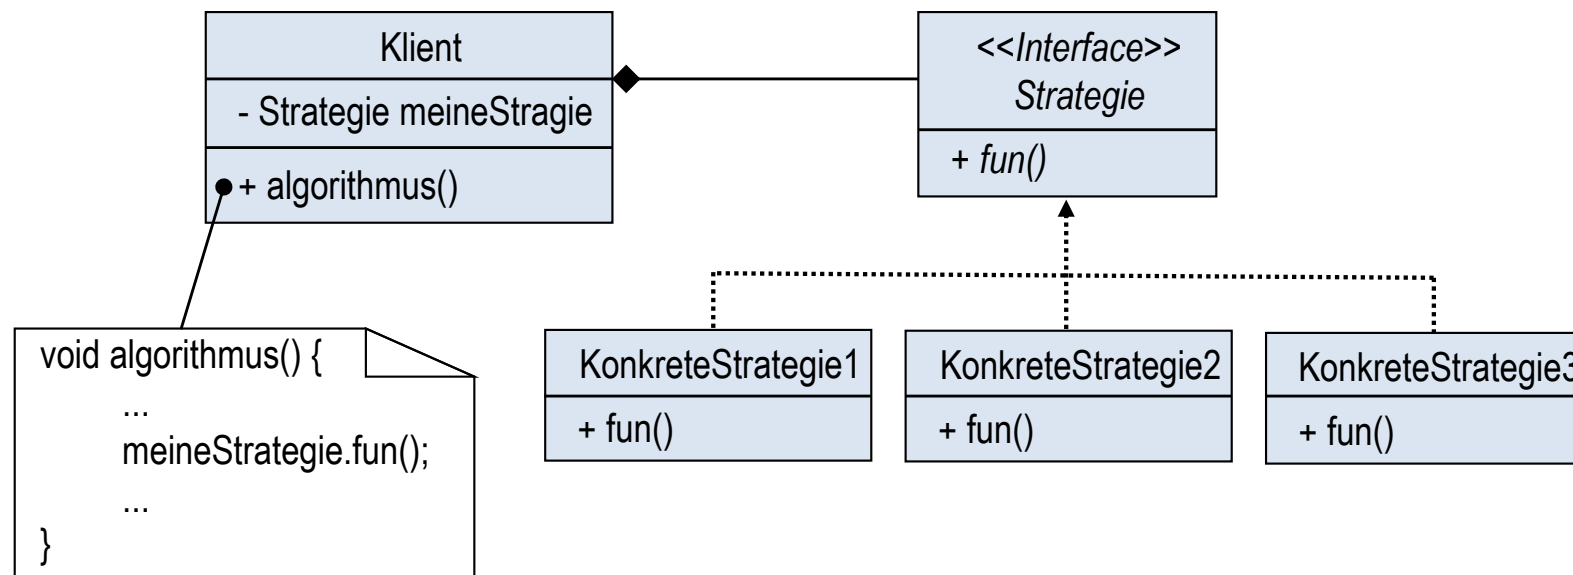 Klient
- Strategie meineStragie
+ algorithmus()
<<Interface>>
Strategie
+ fun()
void algorithmus() {
...
meineStrategie.fun();
...
}
KonkreteStrategie1
+ fun()
KonkreteStrategie2
+ fun()
KonkreteStrategie3
+ fun()